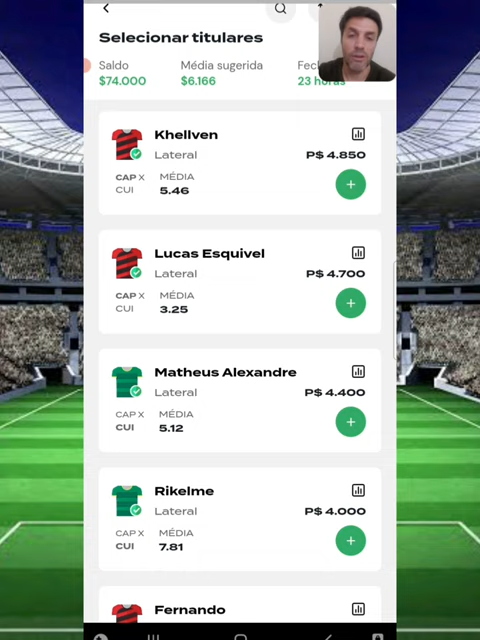 Selecionar titulares
Saldo
Média sugerida
$74.000
$6.166
23 horas
Khellven
Lateral
P$ 4.850
CAP X
CUI
MÉDIA
5.46
Lucas Esquivel
Lateral
P$ 4.700
CAP X
CUI
MÉDIA
3.25
Matheus Alexandre
Lateral
P$ 4.400
CAP X
CUI
MÉDIA
5.12
Rikelme
Lateral
P$ 4.000
CAP X
CUI
MÉDIA
7.81
Fernando